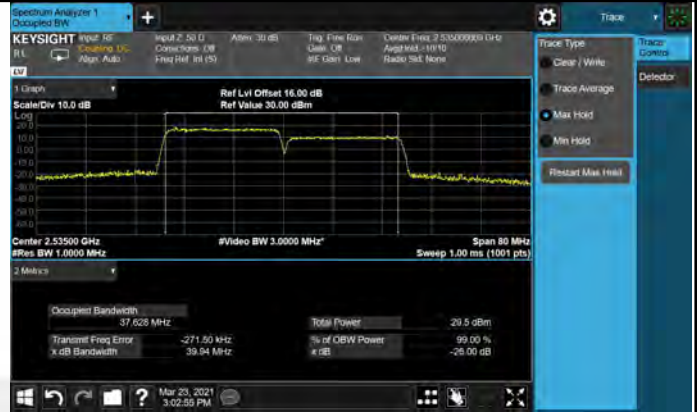 Spectrum Analyzer 1
Occupied BW
+
Trace
KEYSIGHT Input: RF
RL
Coupling: DC
Align: Auto
Input Z: 50 Ω
Corrections: Off
Freq Ref: Int (S)
Atten: 30 dB
Trig: Free Run
Gate: Off
#IF Gain: Low
Center Freq: 2.535000000 GHz
Avg|Hold: >10/10
Radio Std: None
LV
1 Graph
Scale/Div 10.0 dB
Ref Lvl Offset 16.00 dB
Ref Value 30.00 dBm
Log
20.0
10.0
0.00
-10.0
-20.0
-30.0
-40.0
-50.0
-60.0
Center 2.53500 GHz
#Res BW 1.0000 MHz
#Video BW 3.0000 MHz*
Span 80 MHz
Sweep 1.00 ms (1001 pts)
2 Metrics
Occupied Bandwidth
37.628 MHz
Transmit Freq Error -271.50 kHz
x dB Bandwidth 39.94 MHz
Total Power 29.5 dBm
% of OBW Power 99.00 %
x dB -26.00 dB
Trace Type
Clear / Write
Trace Average
Max Hold
Min Hold
Restart Max Hold
Trace Control
Detector
?
Mar 23, 2021
3:02:55 PM